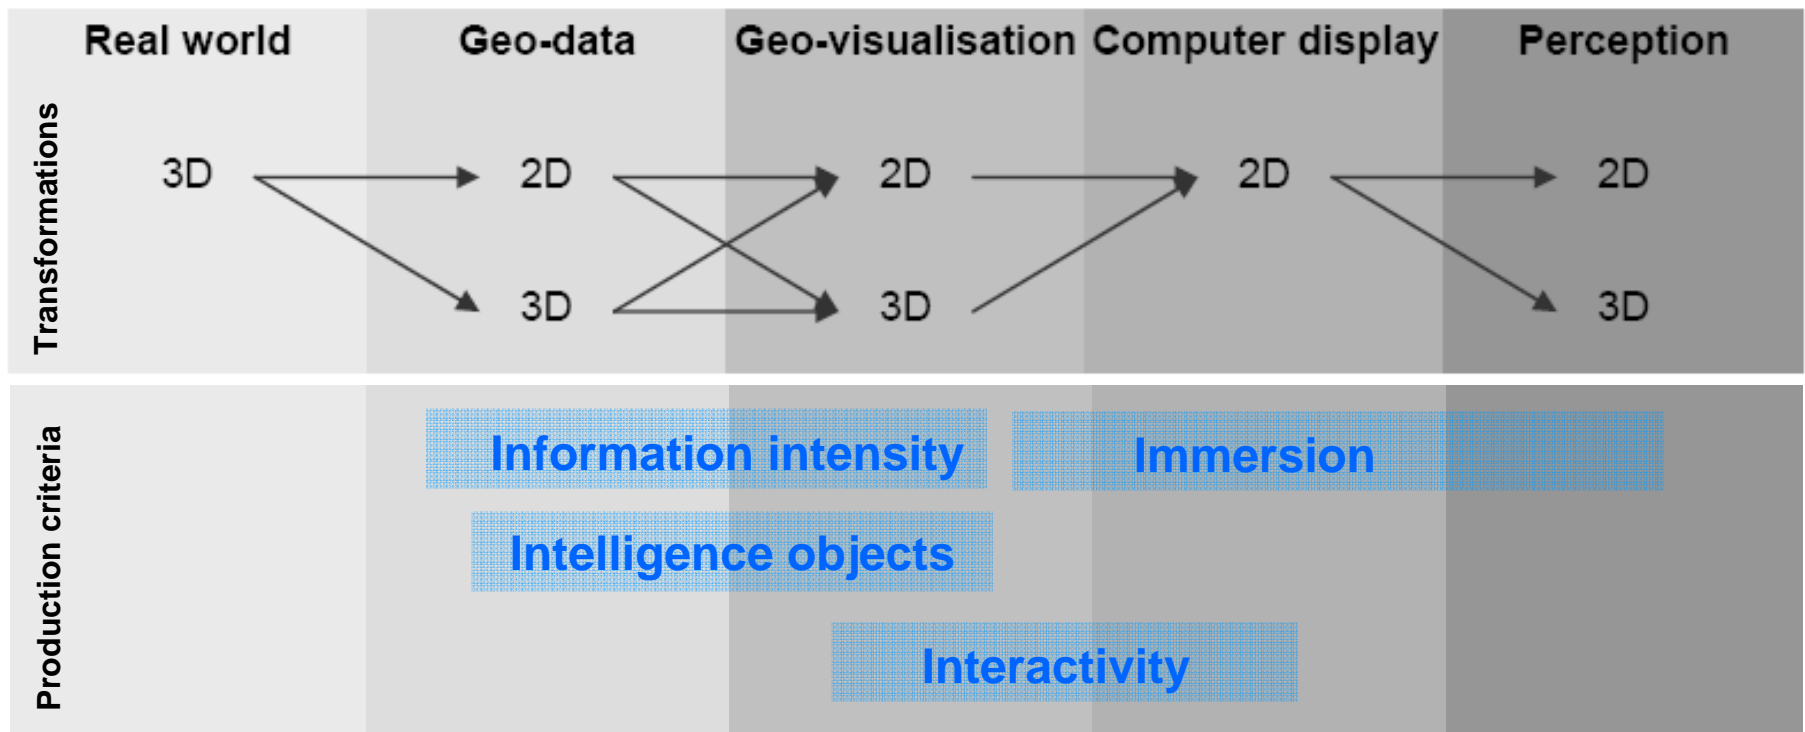 Real world Geo-data Geo-visualisation Computer display Perception
Transformations
3D 2D 2D 2D 2D
3D 3D 3D
Production criteria
Information intensity Immersion
Intelligence objects
Interactivity